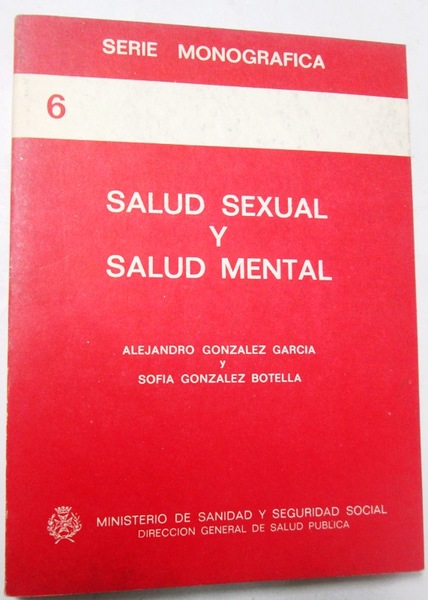 SERIE MONOGRAFICA
6
SALUD SEXUAL
Y
SALUD MENTAL
ALEJANDRO GONZALEZ GARCIA
y
SOFIA GONZALEZ BOTELLA
MINISTERIO DE SANIDAD Y SEGURIDAD SOCIAL
DIRECCION GENERAL DE SALUD PUBLICA